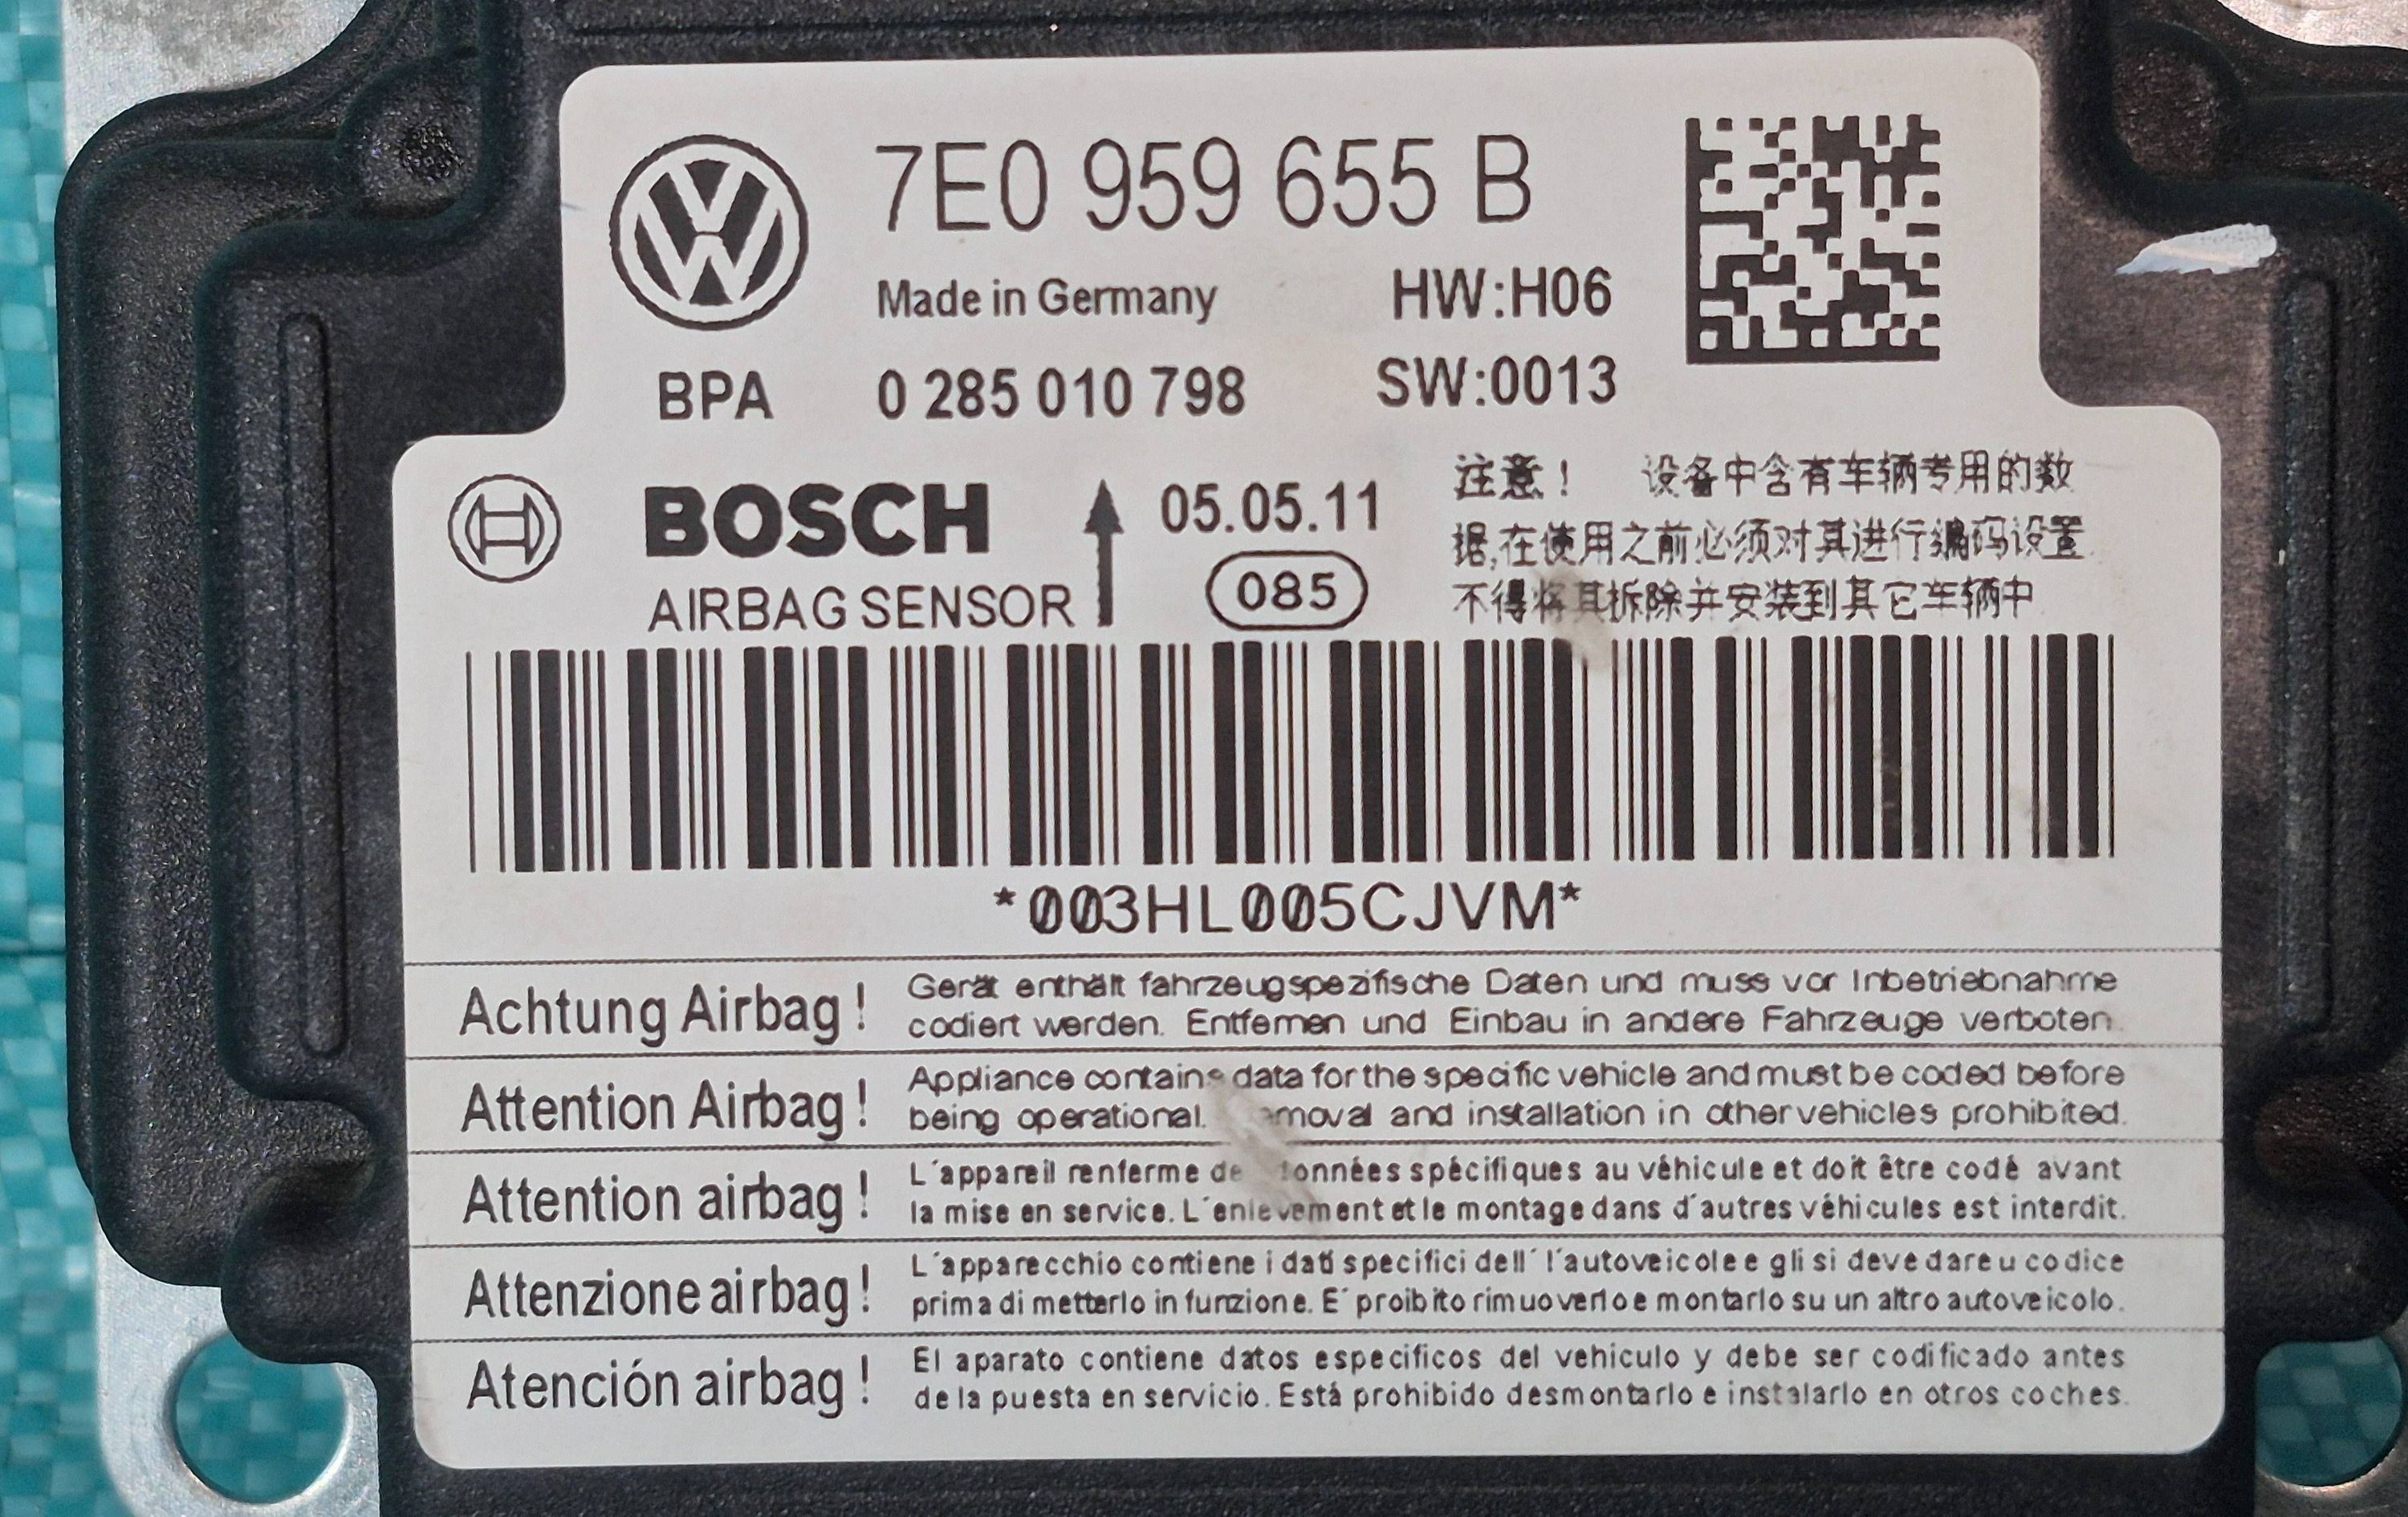 7E0 959 655 B
Made in Germany HW:H06
BPA 0 285 010 798 SW:0013
BOSCH
AIRBAG SENSOR
05.05.11
085
注意！ 设备中含有车辆专用的数
据,在使用之前必须对其进行编码设置
不得将其拆除并安装到其它车辆中
*003HL005CJVM*
Achtung Airbag!
Gerät enthält fahrzeugspezifische Daten und muss vor Inbetriebnahme
codiert werden. Entfernen und Einbau in andere Fahrzeuge verboten.
Attention Airbag!
Appliance contains data for the specific vehicle and must be coded before
being operational. and installation in other vehicles prohibited.
Attention airbag!
L´appareil renferme spécifiques au véhicule et doit être codé avant
la mise en service. L´enlevement et le montage dans d´autres véhicules est interdit.
Attenzione airbag!
L´apparecchio contiene i dati specifici dell´ l´autoveicolo e gli si deve dare u codice
prima di metterlo in funzione. E´ proibito rimuoverlo e montarlo su un altro autoveicolo.
Atención airbag!
El aparato contiene datos especificos del vehiculo y debe ser codificado antes
de la puesta en servicio. Está prohibido desmontarlo e instalarlo en otros coches.